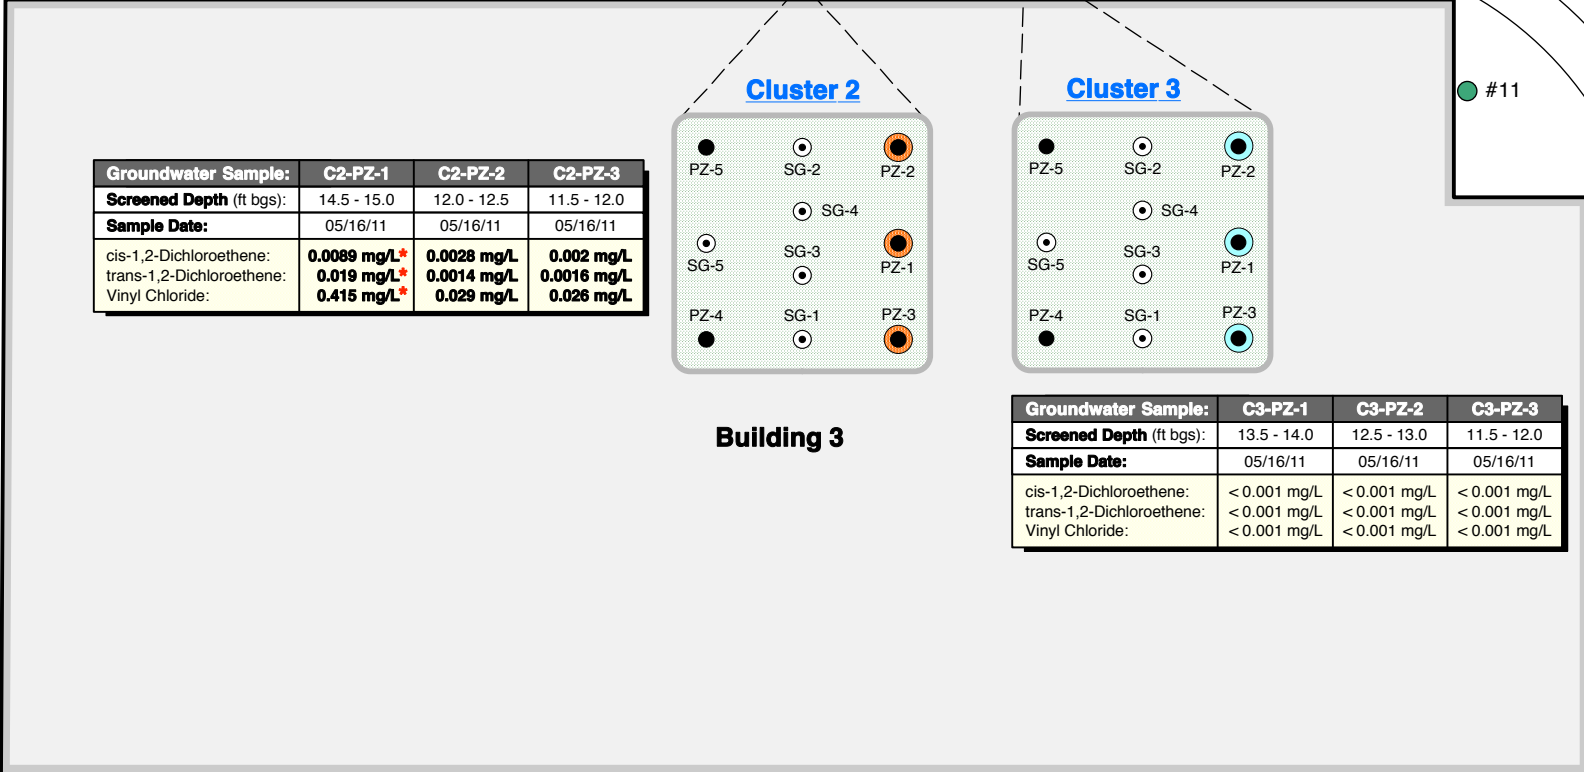 Cluster 2
Cluster 3
#11
PZ-5 SG-2 PZ-2
SG-4
SG-5 SG-3 PZ-1
PZ-4 SG-1 PZ-3
PZ-5 SG-2 PZ-2
SG-4
SG-5 SG-3 PZ-1
PZ-4 SG-1 PZ-3
Groundwater Sample: C2-PZ-1 C2-PZ-2 C2-PZ-3
Screened Depth (ft bgs): 14.5 - 15.0 12.0 - 12.5 11.5 - 12.0
Sample Date: 05/16/11 05/16/11 05/16/11
cis-1,2-Dichloroethene: 0.0089 mg/L* 0.0028 mg/L 0.002 mg/L
trans-1,2-Dichloroethene: 0.019 mg/L* 0.0014 mg/L 0.0016 mg/L
Vinyl Chloride: 0.415 mg/L* 0.029 mg/L 0.026 mg/L
Building 3
Groundwater Sample: C3-PZ-1 C3-PZ-2 C3-PZ-3
Screened Depth (ft bgs): 13.5 - 14.0 12.5 - 13.0 11.5 - 12.0
Sample Date: 05/16/11 05/16/11 05/16/11
cis-1,2-Dichloroethene: < 0.001 mg/L < 0.001 mg/L < 0.001 mg/L
trans-1,2-Dichloroethene: < 0.001 mg/L < 0.001 mg/L < 0.001 mg/L
Vinyl Chloride: < 0.001 mg/L < 0.001 mg/L < 0.001 mg/L